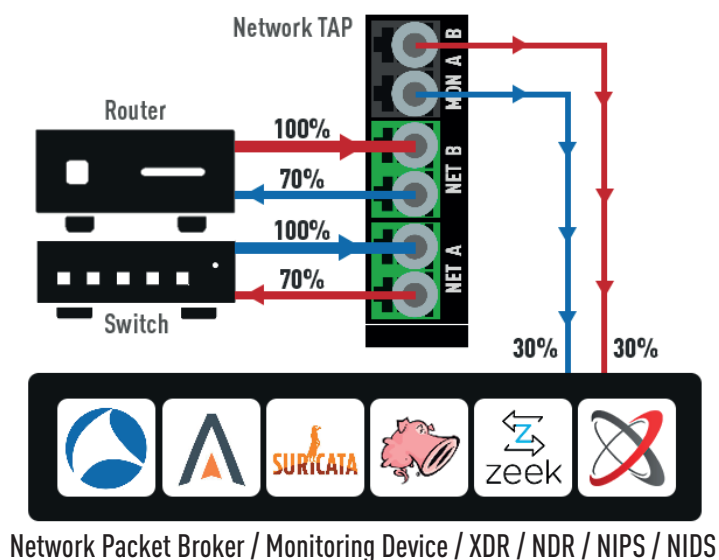 Network TAP
MON A B
Router
100%
NET B
70%
100%
NET A
70%
Switch
30% 30%
SURICATA
zeek
Network Packet Broker / Monitoring Device / XDR / NDR / NIPS / NIDS